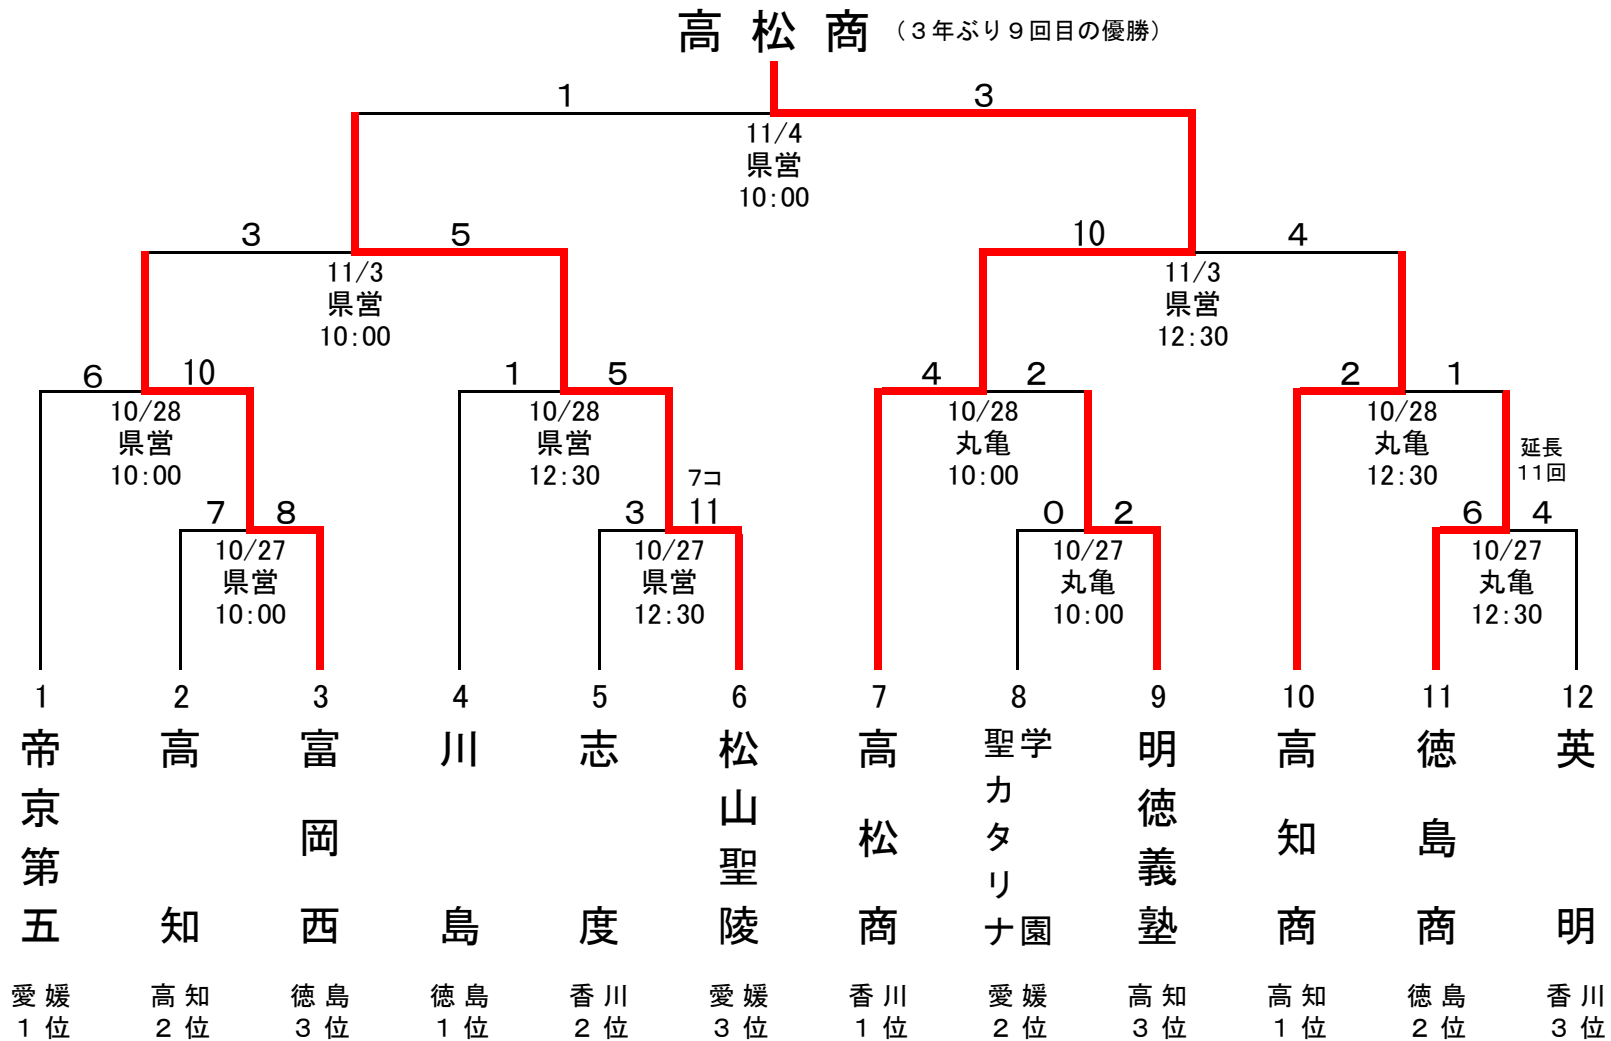 高松商 （３年ぶり９回目の優勝）
1 3
11/4
県営
10:00
3 5 10 4
11/3 11/3
県営 県営
10:00 12:30
6 10 1 5 4 2 2 1
10/28 10/28 10/28 10/28
県営 県営 丸亀 丸亀
10:00 12:30 10:00 12:30
7コ
延長
11回
7 8 3 11 0 2 6 4
10/27 10/27 10/27 10/27
県営 県営 丸亀 丸亀
10:00 12:30 10:00 12:30
1 2 3 4 5 6 7 8 9 10 11 12
帝京第五
高知
富岡西
川島
志度
松山聖陵
高松商
聖カタリナ学園
明徳義塾
高知商
徳島商
英明
愛媛 高知 徳島 徳島 香川 愛媛 香川 愛媛 高知 高知 徳島 香川
１位 ２位 ３位 １位 ２位 ３位 １位 ２位 ３位 １位 ２位 ３位